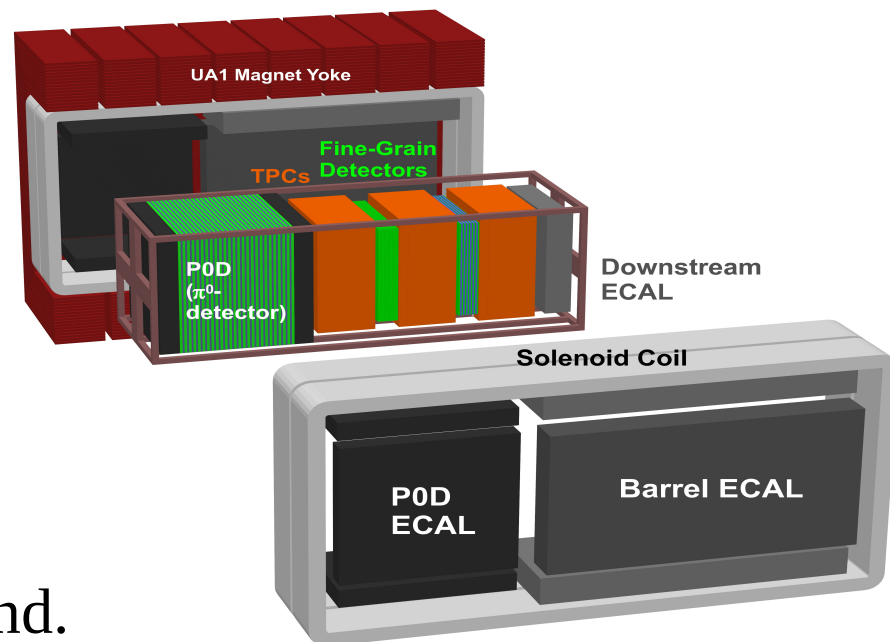 UA1 Magnet Yoke
Fine-Grain
Detectors
TPCs
P0D
(π⁰-
detector)
Downstream
ECAL
Solenoid Coil
P0D
ECAL
Barrel ECAL
nd.